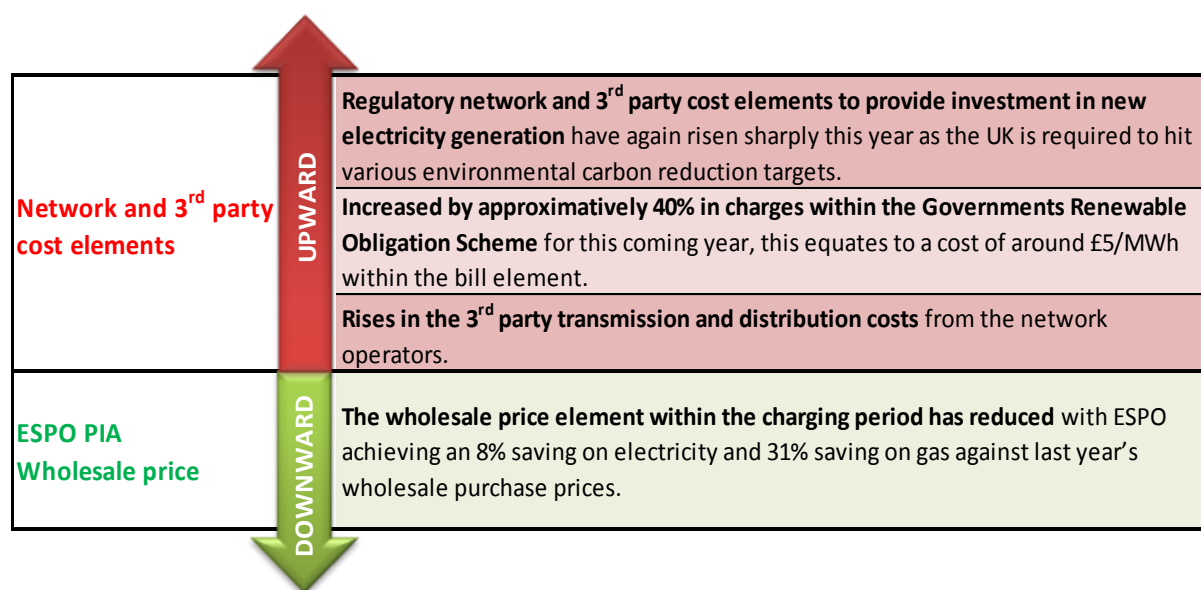 Regulatory network and 3rd party cost elements to provide investment in new
electricity generation have again risen sharply this year as the UK is required to hit
various environmental carbon reduction targets.
Network and 3rd party
cost elements
UPWARD
Increased by approximatively 40% in charges within the Governments Renewable
Obligation Scheme for this coming year, this equates to a cost of around £5/MWh
within the bill element.
Rises in the 3rd party transmission and distribution costs from the network
operators.
ESPO PIA
Wholesale price
DOWNWARD
The wholesale price element within the charging period has reduced with ESPO
achieving an 8% saving on electricity and 31% saving on gas against last year’s
wholesale purchase prices.